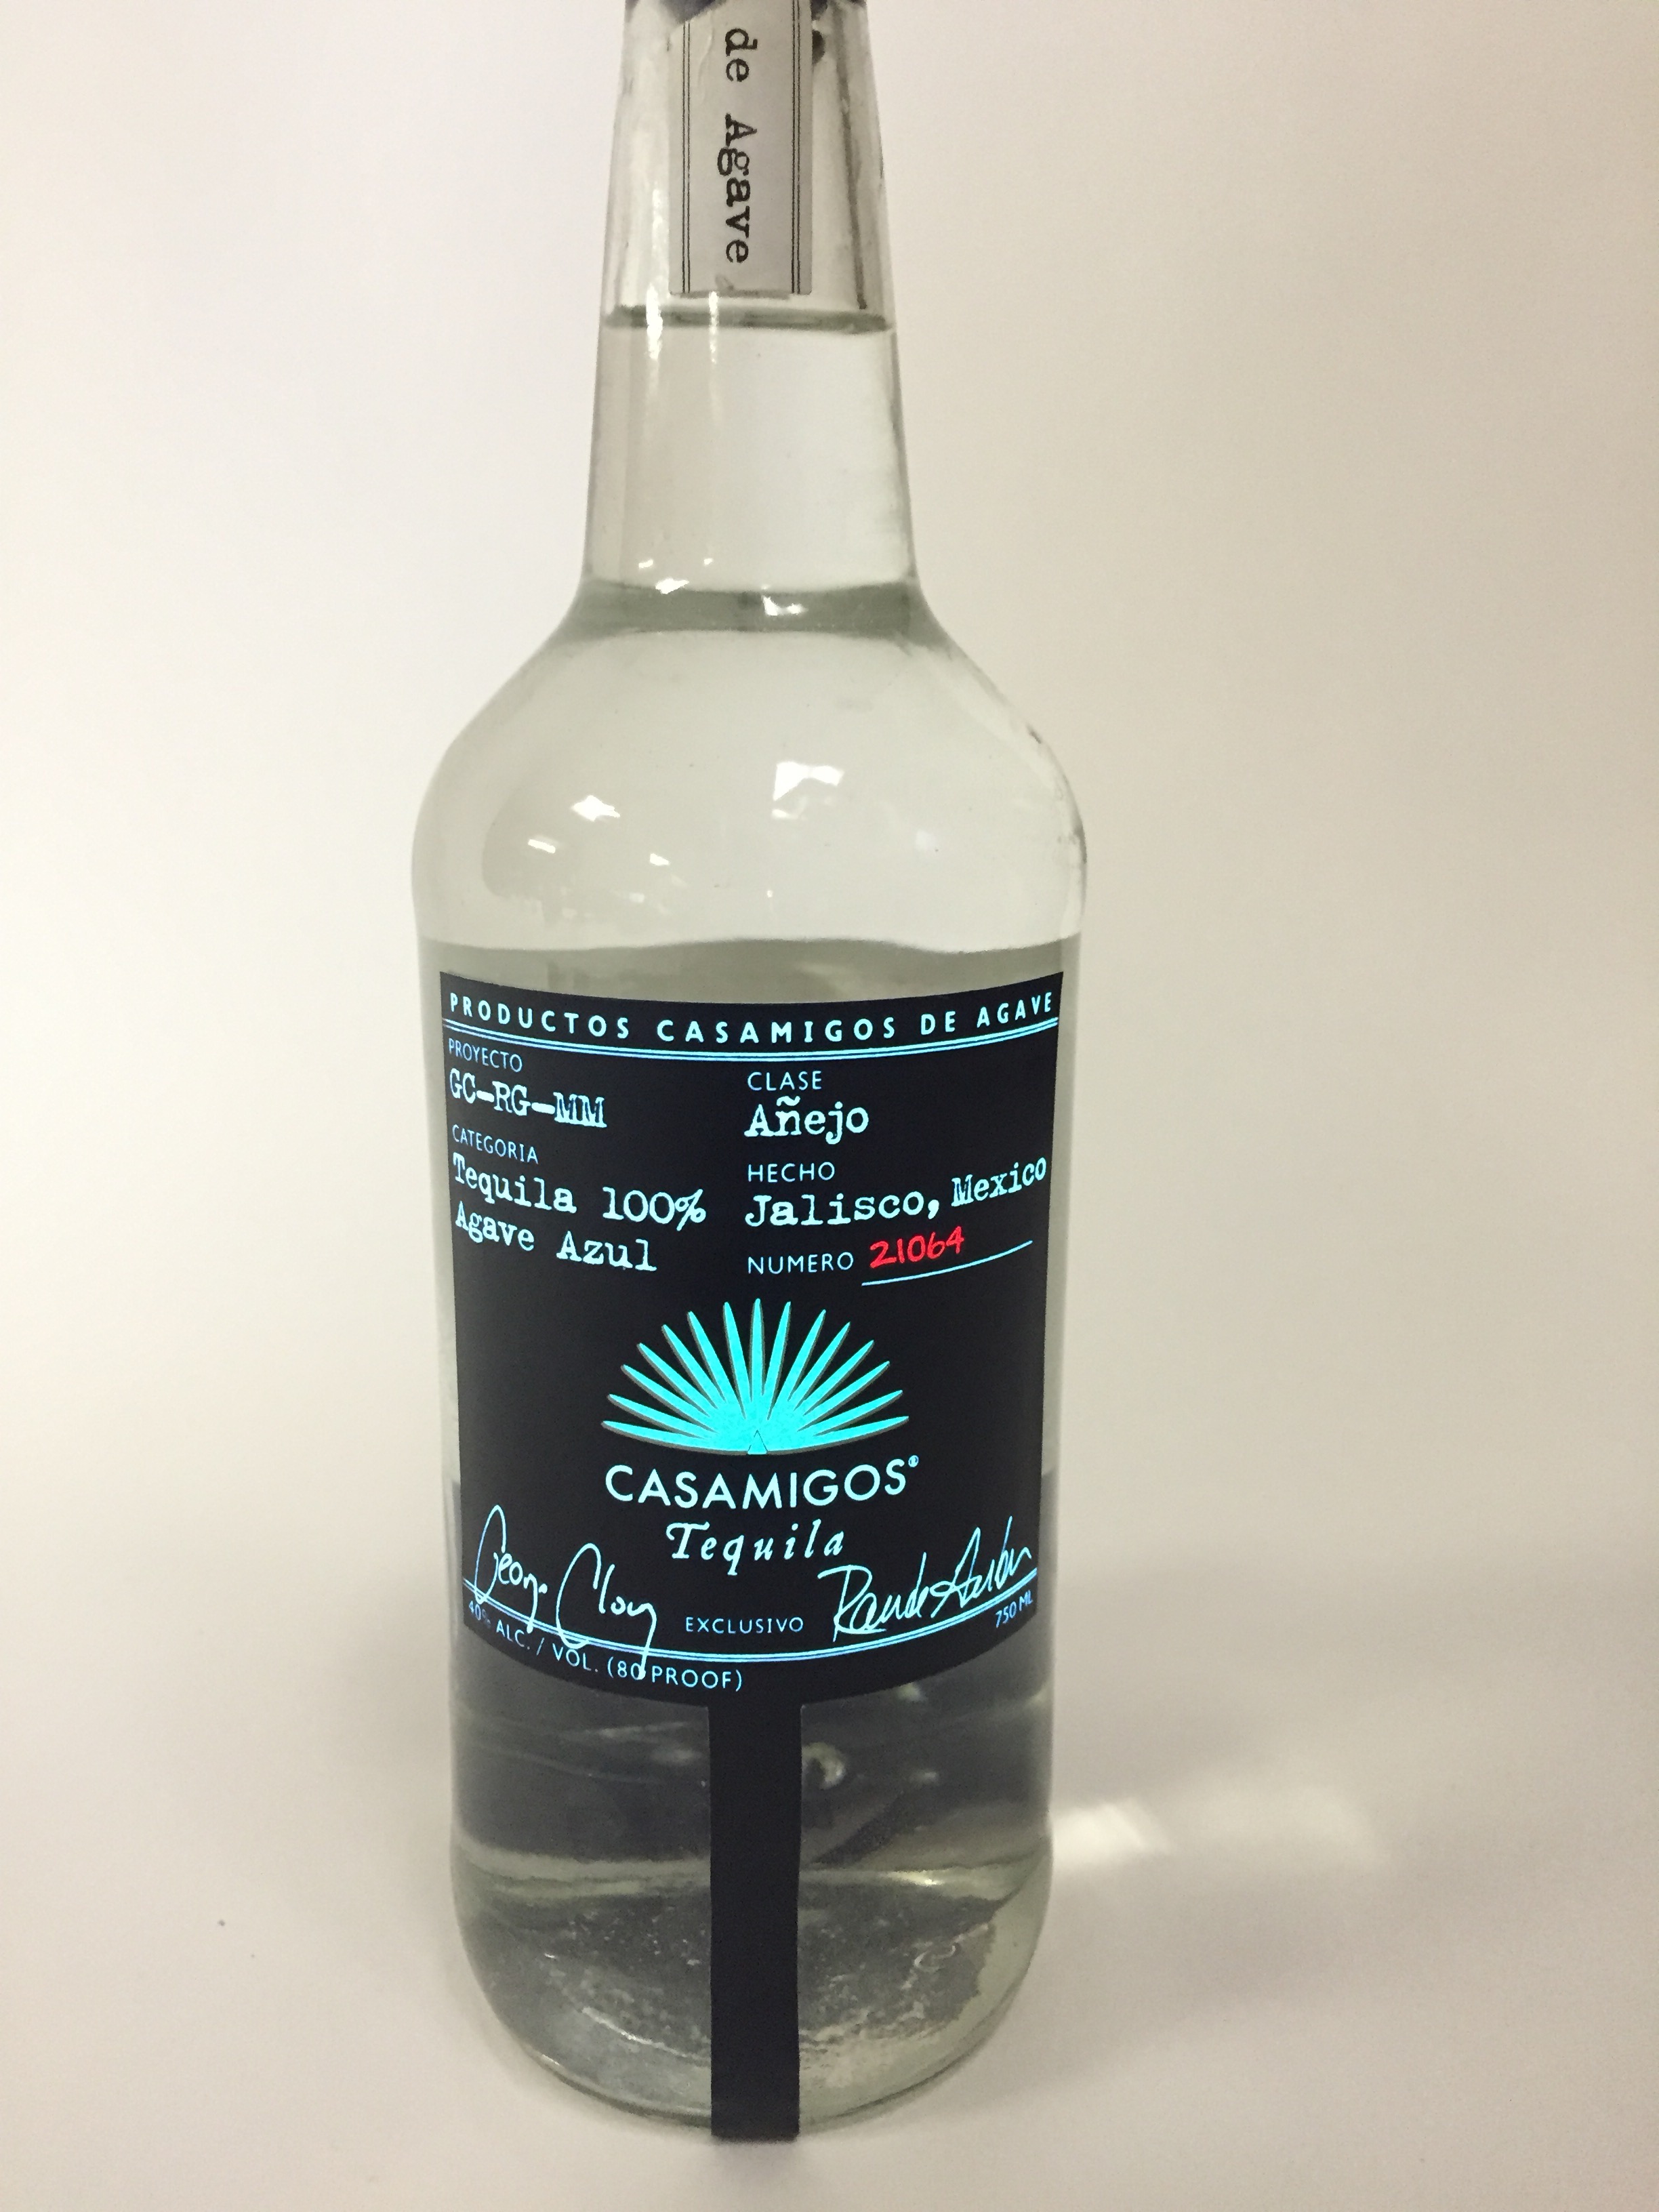 de Agave
PRODUCTOS CASAMIGOS DE AGAVE
PROYECTO
GC-RG-MM
CATEGORIA
Tequila 100%
Agave Azul
CLASE
Añejo
HECHO
Jalisco, Mexico
NUMERO 21064
CASAMIGOS®
Tequila
EXCLUSIVO
40% ALC. / VOL. (80 PROOF)
750 ML